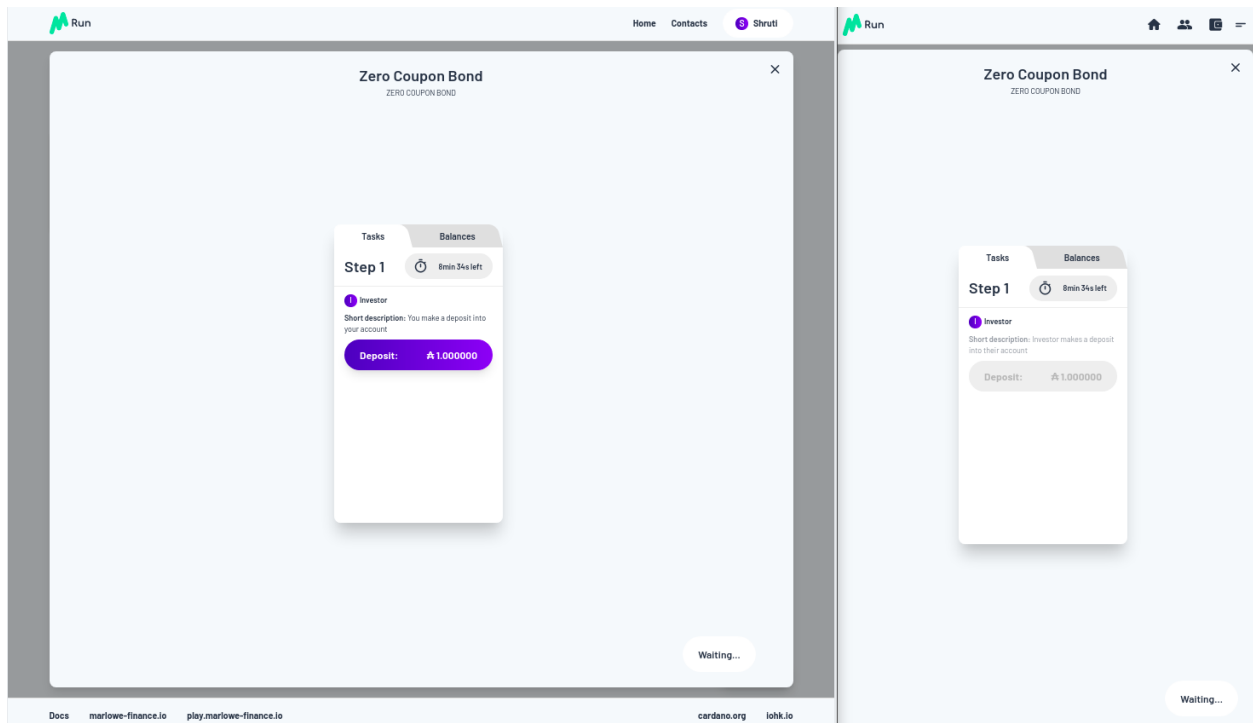 Run
Home Contacts S Shruti
Zero Coupon Bond
ZERO COUPON BOND
Tasks Balances
Step 1 8min 34s left
I Investor
Short description: You make a deposit into
your account
Deposit: ₳ 1.000000
Waiting...
Docs marlowe-finance.io play.marlowe-finance.io cardano.org iohk.io
Run
Zero Coupon Bond
ZERO COUPON BOND
Tasks Balances
Step 1 8min 34s left
I Investor
Short description: Investor makes a deposit
into their account
Deposit: ₳ 1.000000
Waiting...